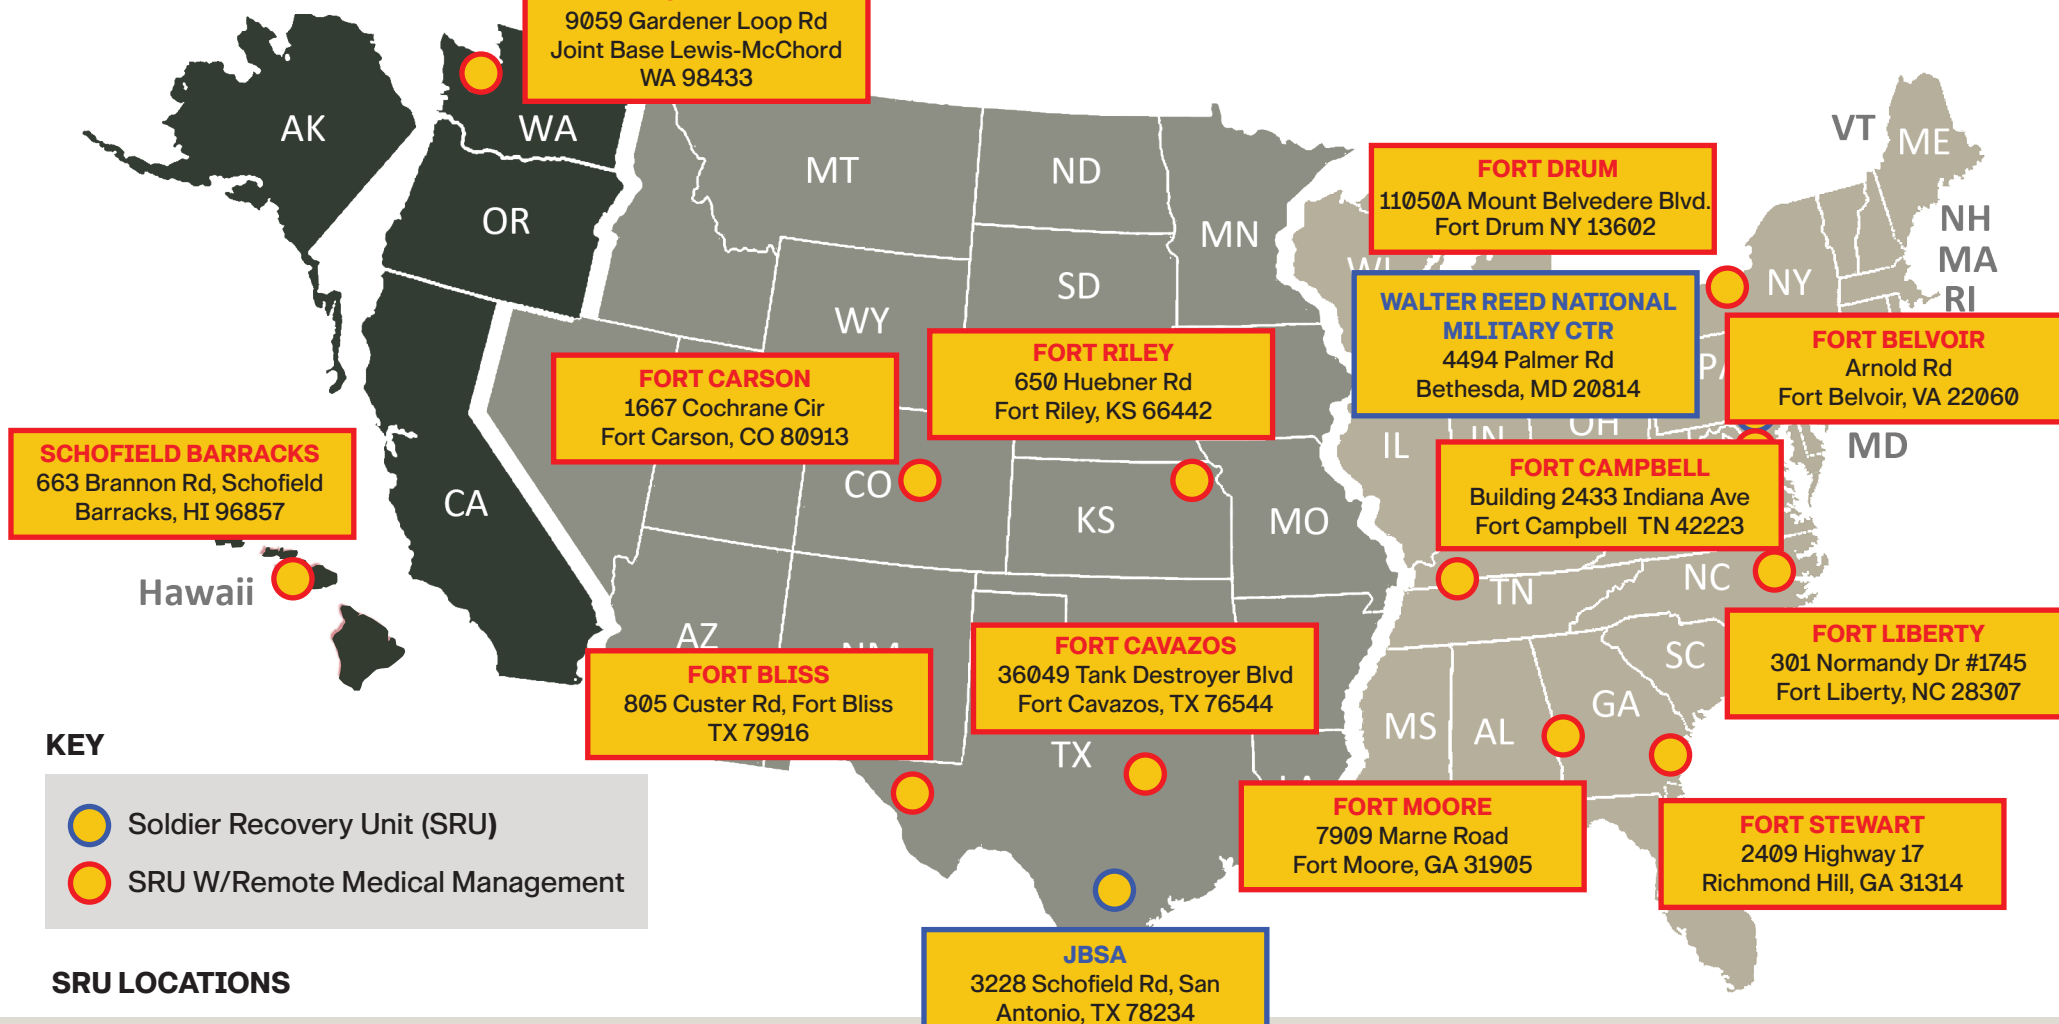 9059 Gardener Loop Rd
Joint Base Lewis-McChord
WA 98433
AK
WA
OR
CA
MT
ND
MN
SD
WY
VT
ME
NH
MA
RI
NY
FORT DRUM
11050A Mount Belvedere Blvd.
Fort Drum NY 13602
WI
WALTER REED NATIONAL
MILITARY CTR
4494 Palmer Rd
Bethesda, MD 20814
PA
FORT BELVOIR
Arnold Rd
Fort Belvoir, VA 22060
MD
FORT CARSON
1667 Cochrane Cir
Fort Carson, CO 80913
FORT RILEY
650 Huebner Rd
Fort Riley, KS 66442
SCHOFIELD BARRACKS
663 Brannon Rd, Schofield
Barracks, HI 96857
Hawaii
CO
KS
MO
IL
IN
OH
FORT CAMPBELL
Building 2433 Indiana Ave
Fort Campbell TN 42223
TN
NC
SC
FORT LIBERTY
301 Normandy Dr #1745
Fort Liberty, NC 28307
AZ
NM
FORT BLISS
805 Custer Rd, Fort Bliss
TX 79916
FORT CAVAZOS
36049 Tank Destroyer Blvd
Fort Cavazos, TX 76544
TX
LA
MS
AL
GA
FORT MOORE
7909 Marne Road
Fort Moore, GA 31905
FORT STEWART
2409 Highway 17
Richmond Hill, GA 31314
JBSA
3228 Schofield Rd, San
Antonio, TX 78234
KEY
Soldier Recovery Unit (SRU)
SRU W/Remote Medical Management
SRU LOCATIONS